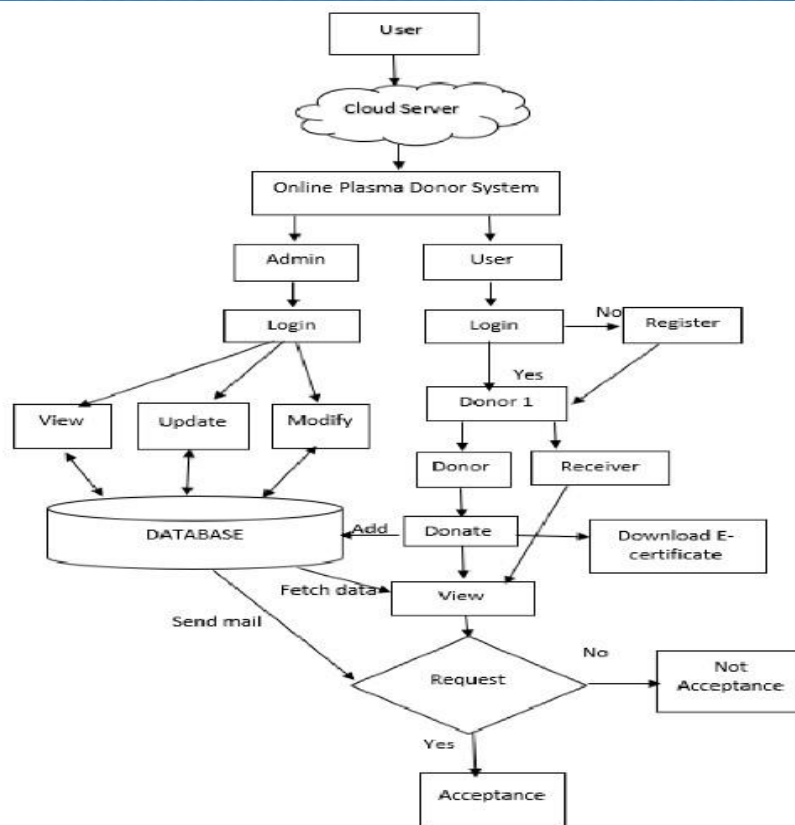 User
Cloud Server
Online Plasma Donor System
Admin
User
Login
Login
No
Register
Yes
Donor 1
View
Update
Modify
Donor
Receiver
DATABASE
Add
Donate
Download E-
certificate
Fetch data
View
Send mail
Request
No
Not
Acceptance
Yes
Acceptance